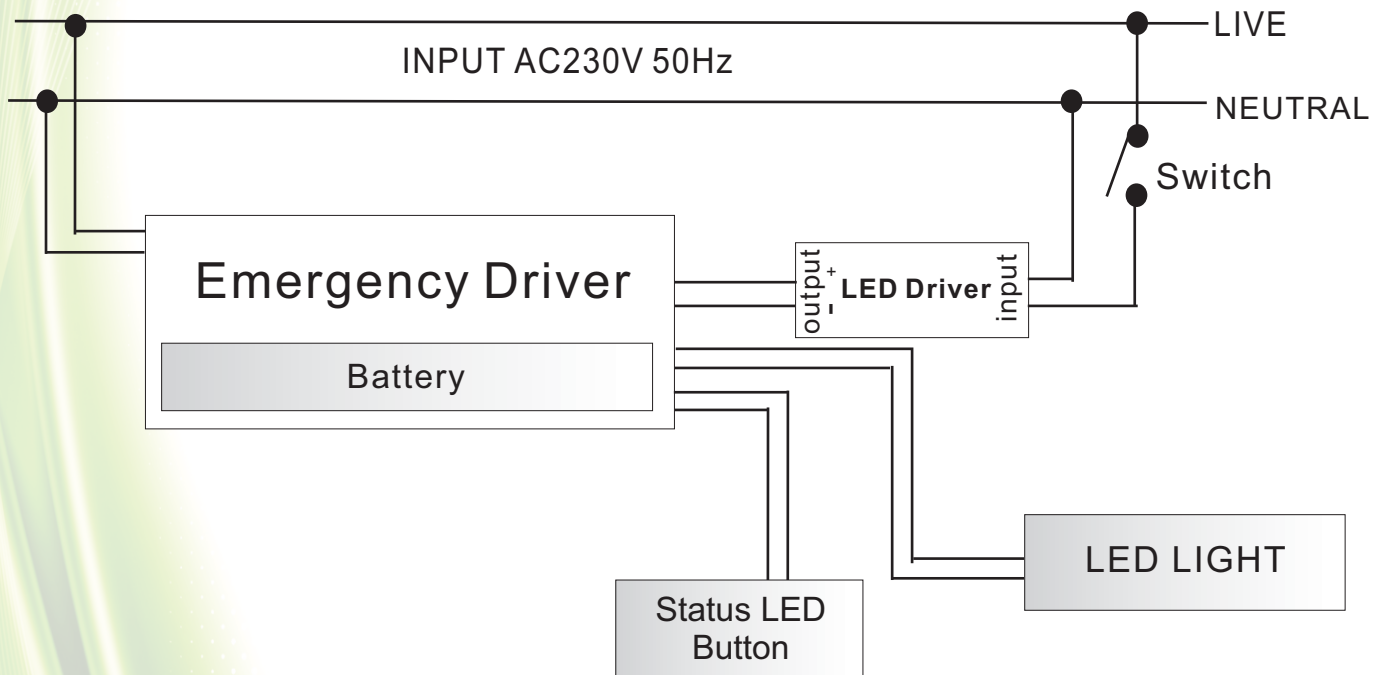 LIVE
INPUT AC230V 50Hz
NEUTRAL
Switch
Emergency Driver
output
+
-
LED Driver
input
Battery
LED LIGHT
Status LED
Button